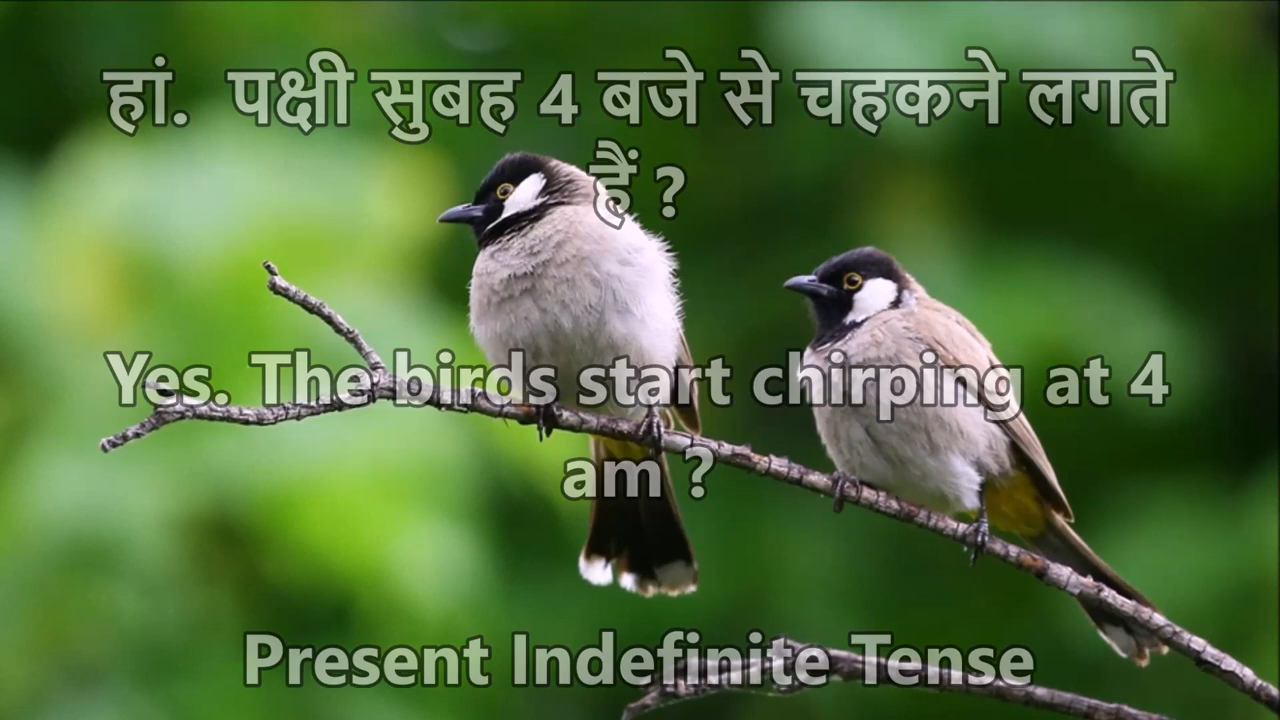 हां. पक्षी सुबह 4 बजे से चहकने लगते
हैं ?
Yes. The birds start chirping at 4
am ?
Present Indefinite Tense